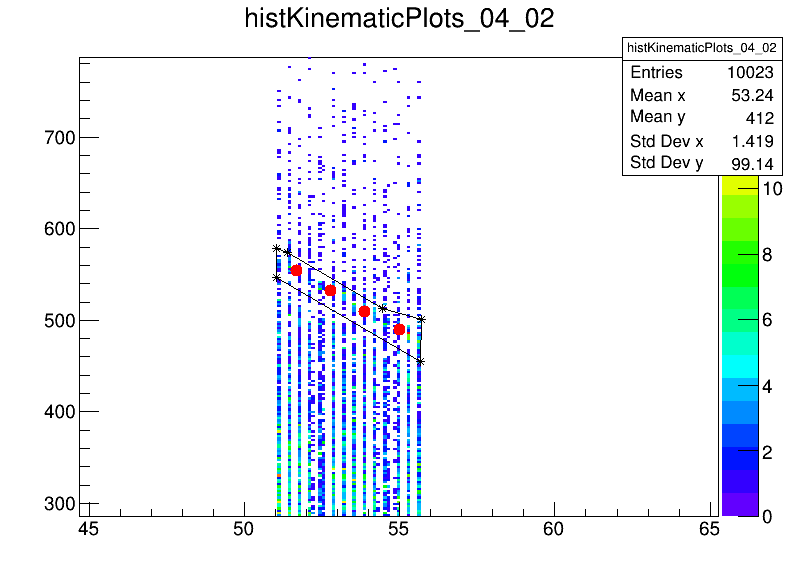 histKinematicPlots_04_02
histKinematicPlots_04_02
Entries 10023
Mean x 53.24
Mean y 412
Std Dev x 1.419
Std Dev y 99.14
700
600
500
400
300
45 50 55 60 65
10
8
6
4
2
0